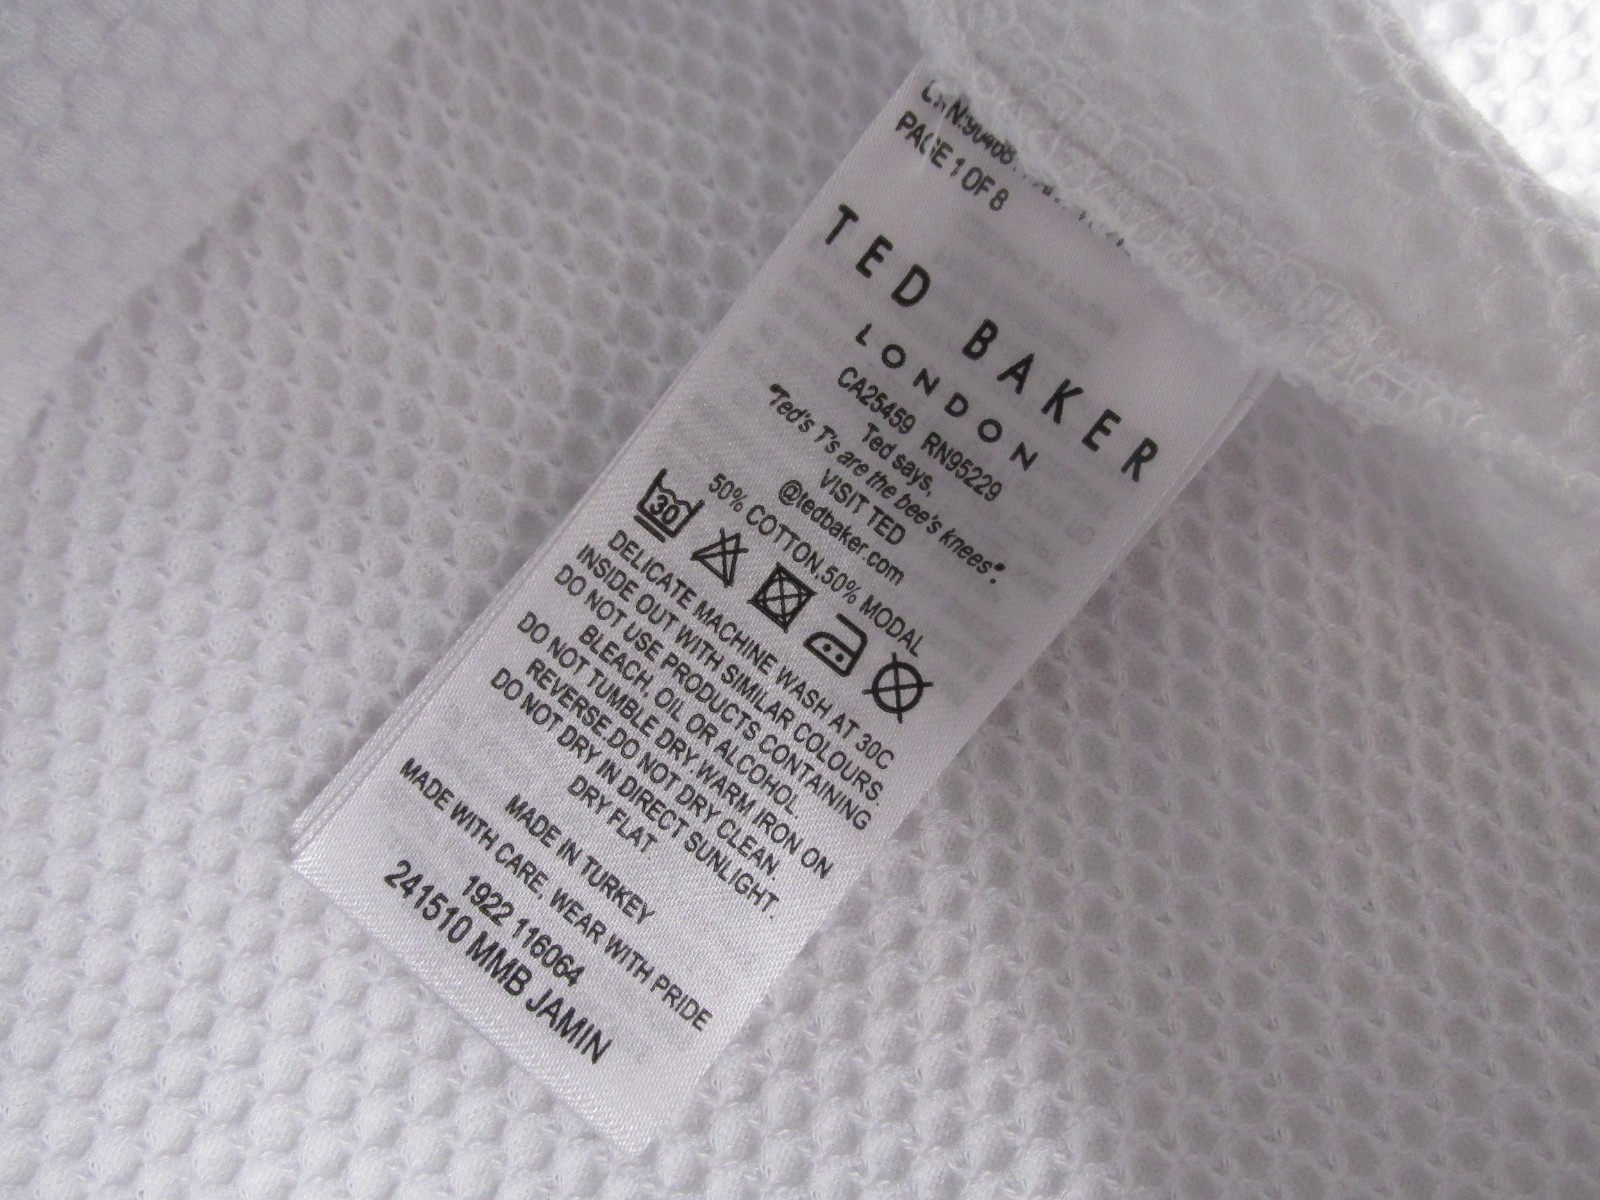 PAGE 1 OF 8
TED BAKER
LONDON
CA25459 RN95229
Ted says,
"Ted's T's are the bee's knees".
VISIT TED
@tedbaker.com
50% COTTON,50% MODAL
30
DELICATE MACHINE WASH AT 30C
INSIDE OUT WITH SIMILAR COLOURS.
DO NOT USE PRODUCTS CONTAINING
BLEACH, OIL OR ALCOHOL.
DO NOT TUMBLE DRY.WARM IRON ON
REVERSE.DO NOT DRY CLEAN.
DO NOT DRY IN DIRECT SUNLIGHT.
DRY FLAT.
MADE IN TURKEY
MADE WITH CARE, WEAR WITH PRIDE
1922 116064
241510 MMB JAMIN